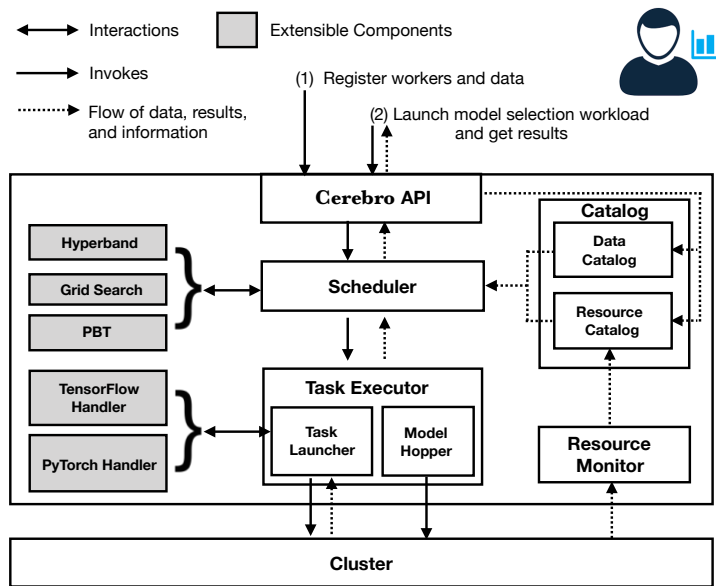 Interactions
Extensible Components
Invokes
Flow of data, results,
and information
(1) Register workers and data
(2) Launch model selection workload
and get results
Cerebro API
Catalog
Data
Catalog
Resource
Catalog
Hyperband
Grid Search
PBT
Scheduler
TensorFlow
Handler
PyTorch Handler
Task Executor
Task
Launcher
Model
Hopper
Resource
Monitor
Cluster